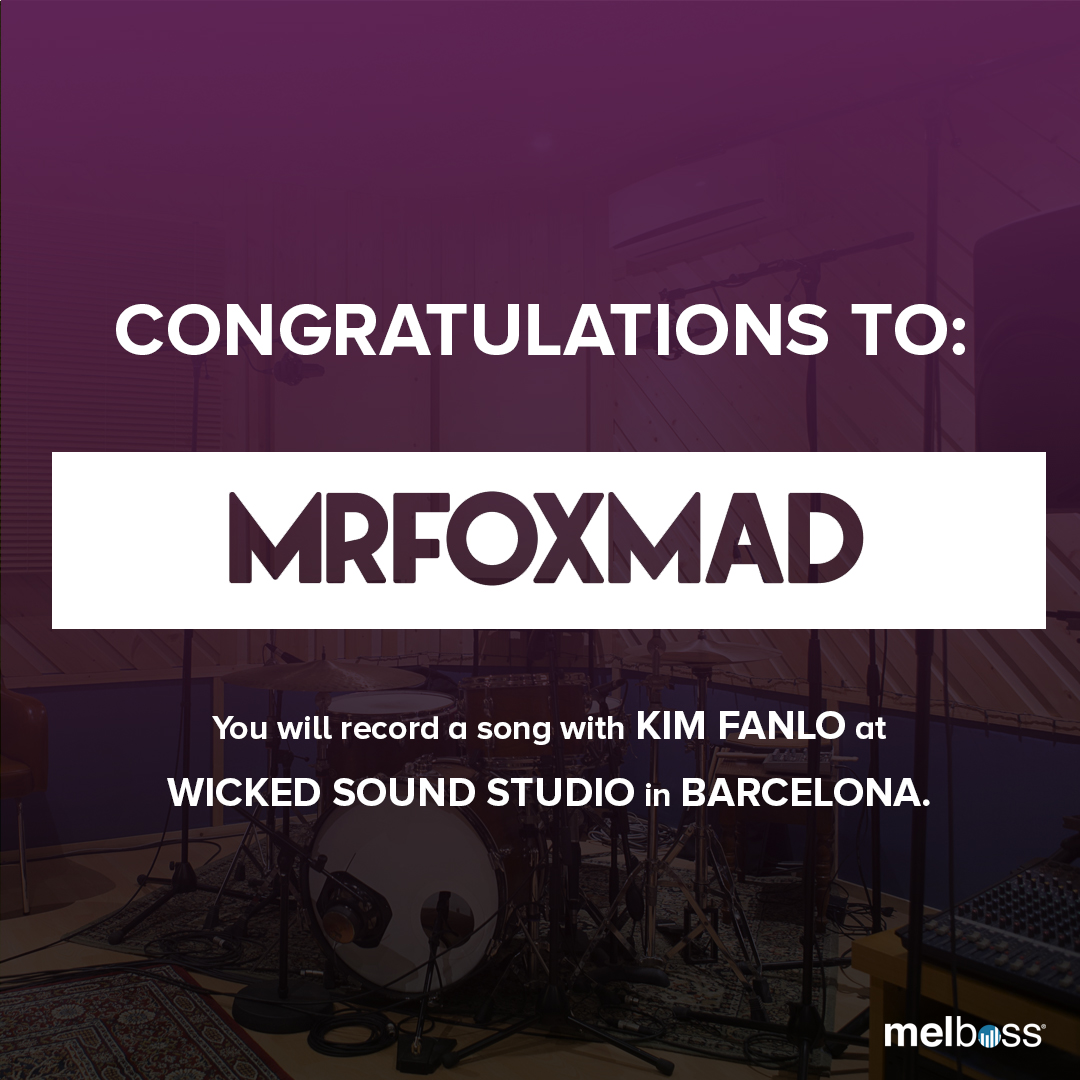 CONGRATULATIONS TO:
MRFOXMAD
You will record a song with KIM FANLO at
WICKED SOUND STUDIO in BARCELONA.
melboss®